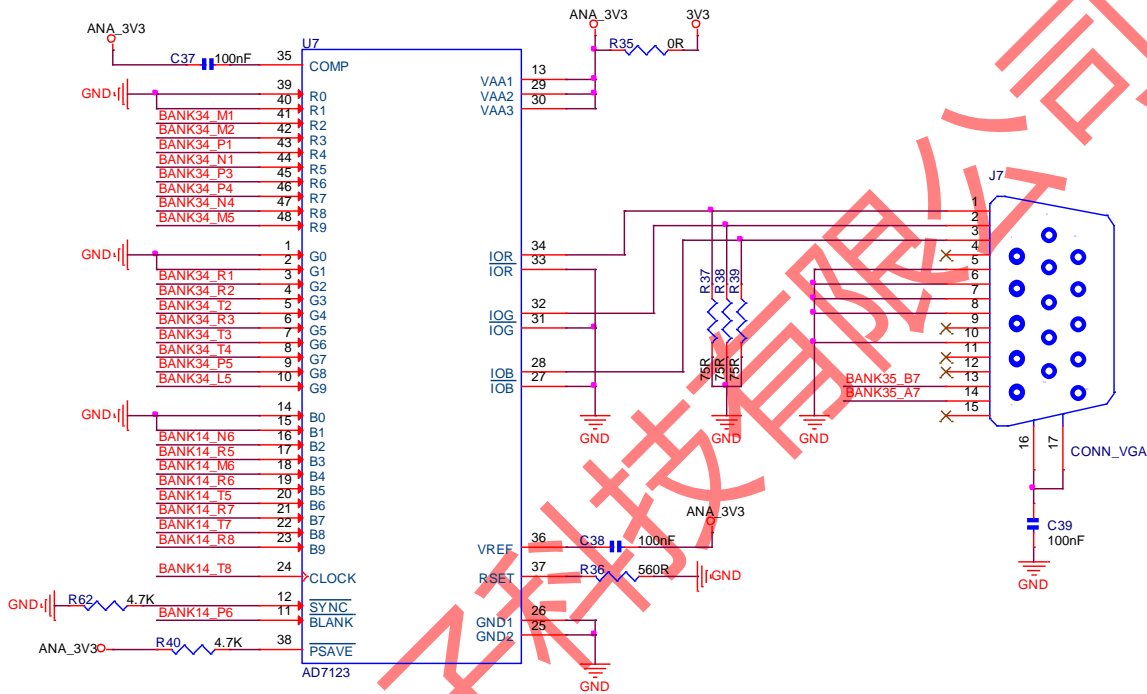 ANA_3V3
C37
100nF
U7
35
COMP
GND
39
R0
40
R1
BANK34_M1
41
R2
BANK34_M2
42
R3
BANK34_P1
43
R4
BANK34_N1
44
R5
BANK34_P3
45
R6
BANK34_P4
46
R7
BANK34_N4
47
R8
BANK34_M5
48
R9
GND
1
G0
2
G1
BANK34_R1
3
G2
BANK34_R2
4
G3
BANK34_T2
5
G4
BANK34_R3
6
G5
BANK34_T3
7
G6
BANK34_T4
8
G7
BANK34_P5
9
G8
BANK34_L5
10
G9
GND
14
B0
15
B1
BANK14_N6
16
B2
BANK14_R5
17
B3
BANK14_M6
18
B4
BANK14_R6
19
B5
BANK14_T5
20
B6
BANK14_R7
21
B7
BANK14_T7
22
B8
BANK14_R8
23
B9
BANK14_T8
24
CLOCK
GND
R62
4.7K
12
SYNC
BANK14_P6
11
BLANK
ANA_3V3
R40
4.7K
38
PSAVE
AD7123
ANA_3V3
3V3
R35
0R
13
VAA1
29
VAA2
30
VAA3
34
IOR
33
IOR
32
IOG
31
IOG
28
IOB
27
IOB
GND
R37
R38
R39
75R
75R
75R
GND
GND
ANA_3V3
36
VREF
C38
100nF
37
RSET
R36
560R
GND
26
GND1
25
GND2
GND
J7
1
2
3
4
5
6
7
8
9
10
11
12
BANK35_B7
13
BANK35_A7
14
15
16
17
CONN_VGA
C39
100nF
GND
科技有限公司